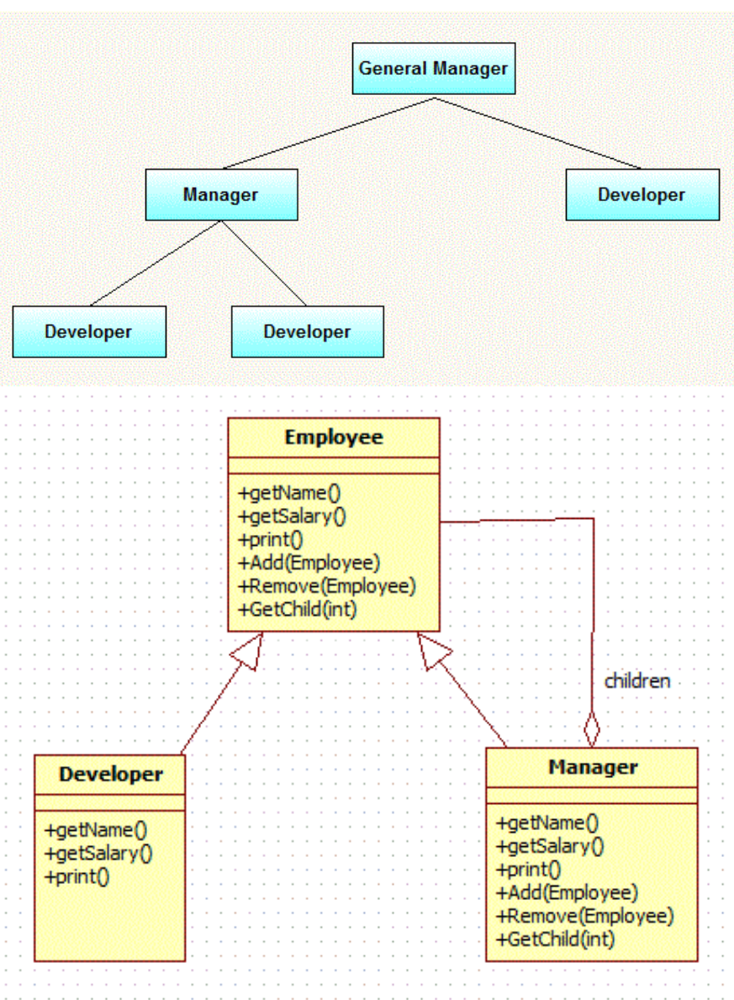 General Manager
Manager
Developer
Developer
Developer
Employee
+getName()
+getSalary()
+print()
+Add(Employee)
+Remove(Employee)
+GetChild(int)
children
Developer
+getName()
+getSalary()
+print()
Manager
+getName()
+getSalary()
+print()
+Add(Employee)
+Remove(Employee)
+GetChild(int)